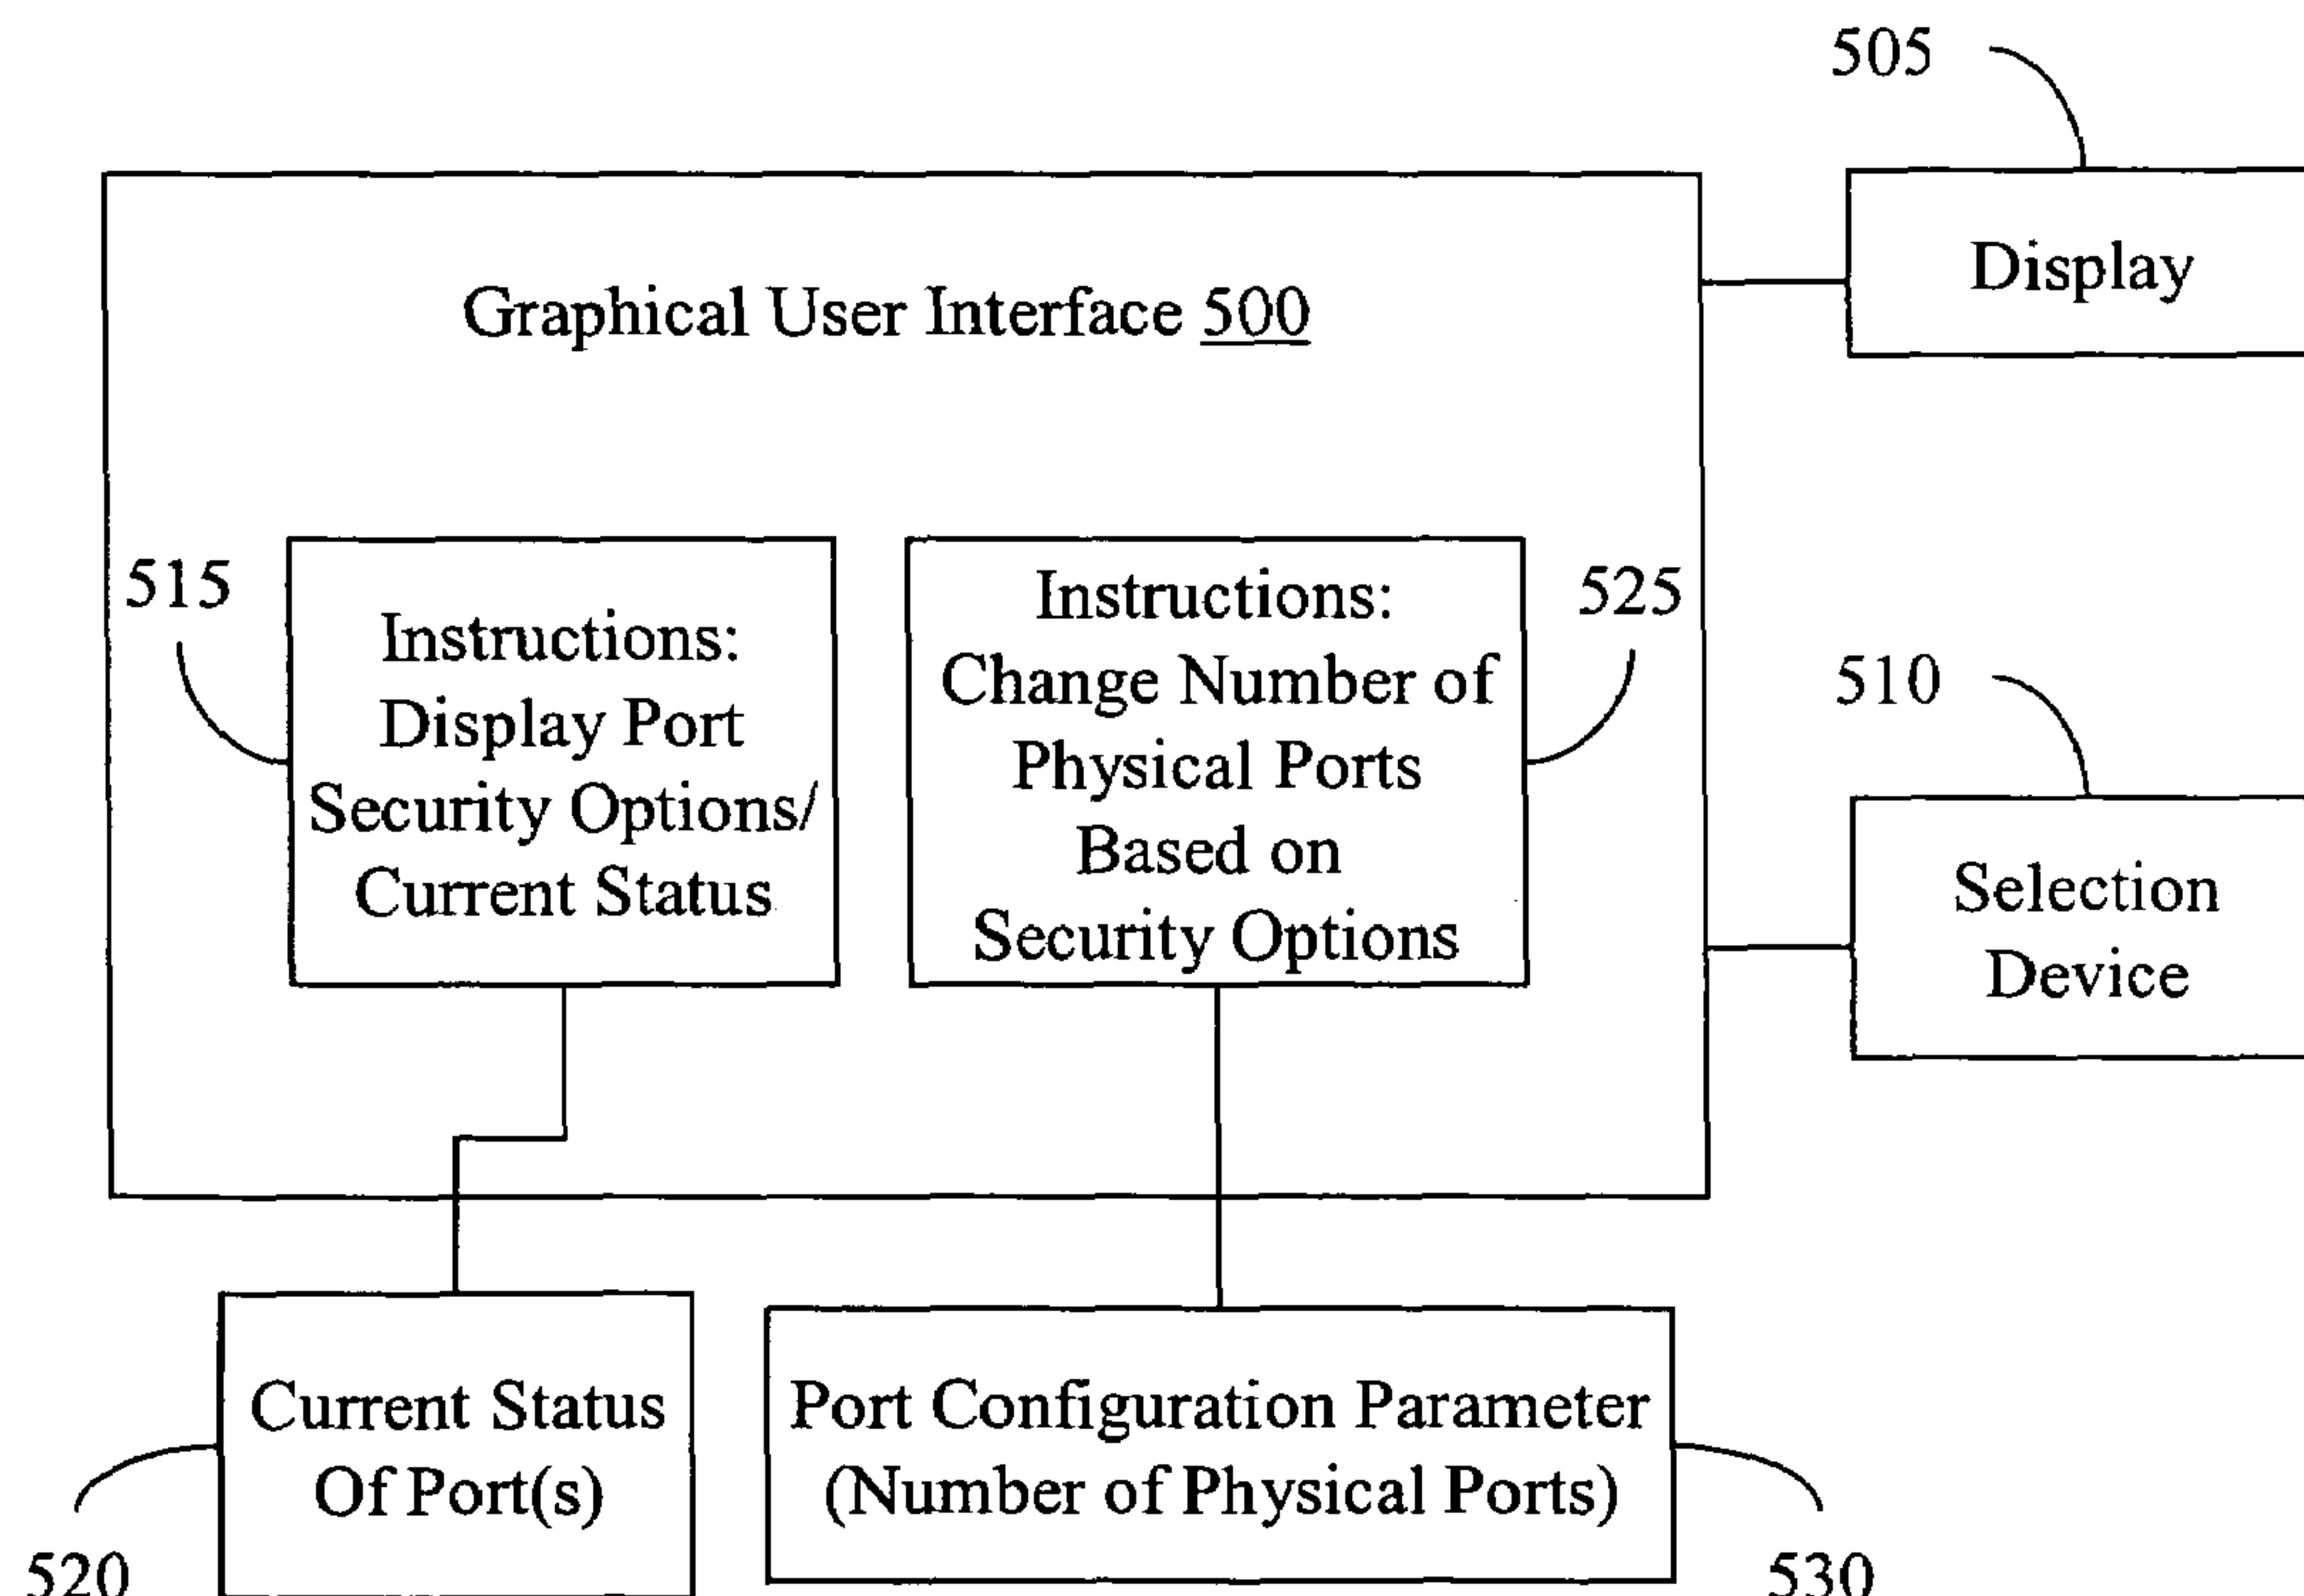 505
Display
Graphical User Interface 500
515
Instructions:
Display Port
Security Options/
Current Status
Instructions:
Change Number of
Physical Ports
Based on
Security Options
525
510
Selection
Device
Current Status
Of Port(s)
520
Port Configuration Parameter
(Number of Physical Ports)
530